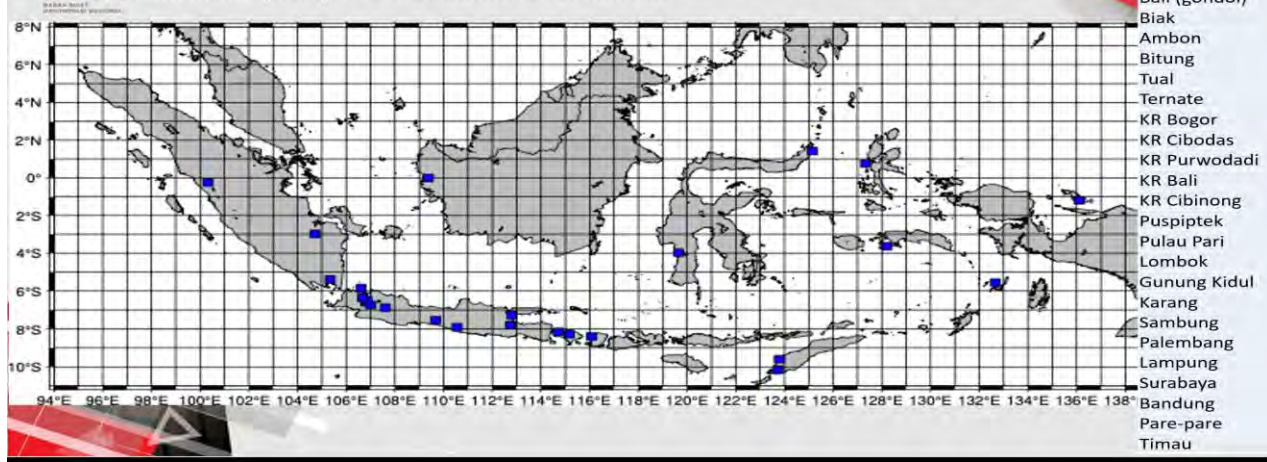 8°N
6°N
4°N
2°N
0°
2°S
4°S
6°S
8°S
10°S
94°E 96°E 98°E 100°E 102°E 104°E 106°E 108°E 110°E 112°E 114°E 116°E 118°E 120°E 122°E 124°E 126°E 128°E 130°E 132°E 134°E 136°E 138°
Biak
Ambon
Bitung
Tual
Ternate
KR Bogor
KR Cibodas
KR Purwodadi
KR Bali
KR Cibinong
Puspiptek
Pulau Pari
Lombok
Gunung Kidul
Karang
Sambung
Palembang
Lampung
Surabaya
Bandung
Pare-pare
Timau